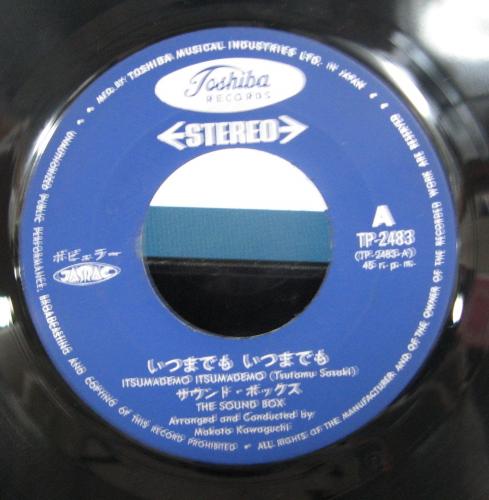 MFD. BY TOSHIBA MUSICAL INDUSTRIES LTD. IN JAPAN
Toshiba
RECORDS
STEREO
A
TP-2483
(TP-2483-A)
45 r. p. m.
ポピュラー
JASRAC
いつまでも いつまでも
ITSUMADEMO ITSUMADEMO (Tsutomu Sasaki)
サウンド・ボックス
THE SOUND BOX
Arranged and Conducted by:
Makoto Kawaguchi
UNAUTHORIZED PUBLIC PERFORMANCE, BROADCASTING AND COPYING OF THIS RECORD PROHIBITED
ALL RIGHTS OF THE MANUFACTURER AND OF THE OWNER OF THE RECORDED WORK ARE RESERVED